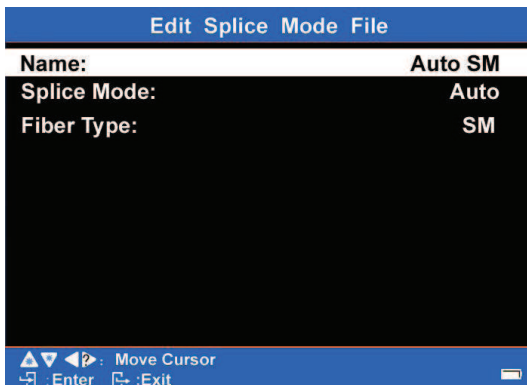 Edit Splice Mode File
Name: Auto SM
Splice Mode: Auto
Fiber Type: SM
? : Move Cursor
:Enter :Exit